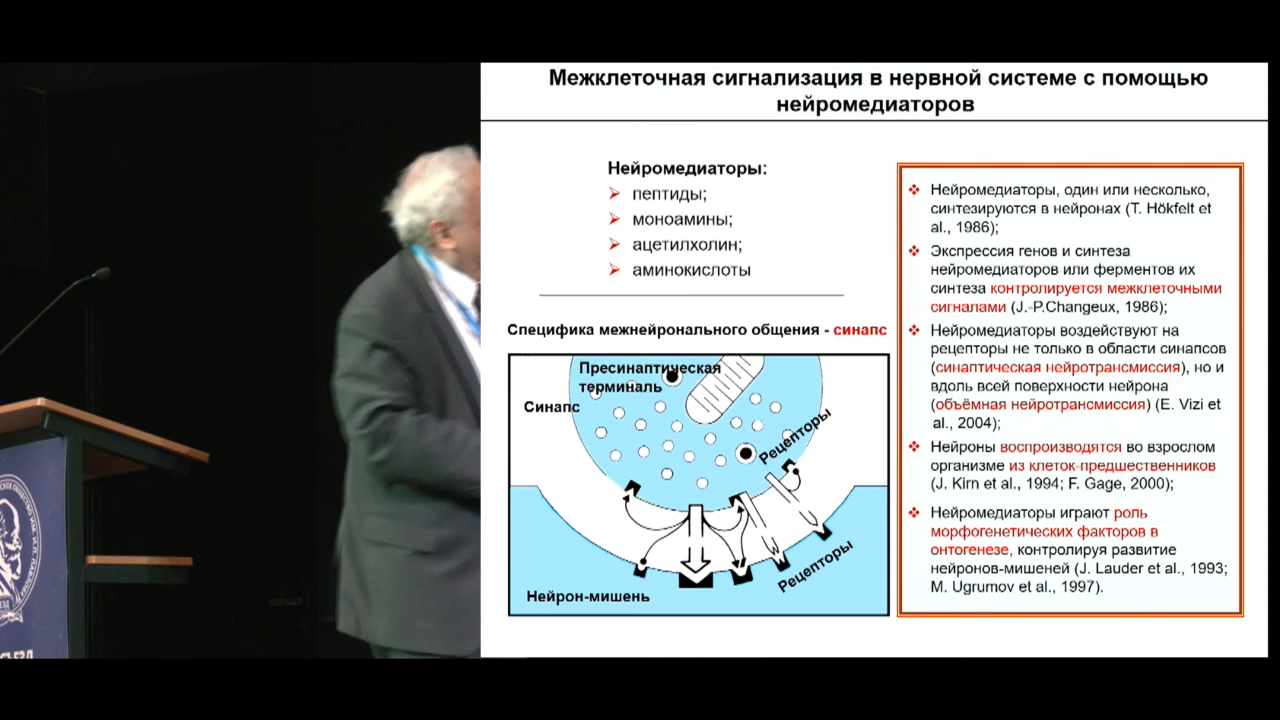 Межклеточная сигнализация в нервной системе с помощью
нейромедиаторов
Нейромедиаторы:
пептиды;
моноамины;
ацетилхолин;
аминокислоты
Специфика межнейронального общения - синапс
Пресинаптическая
терминаль
Синапс
Рецепторы
Рецепторы
Нейрон-мишень
Нейромедиаторы, один или несколько,
синтезируются в нейронах (T. Hökfelt et
al., 1986);
Экспрессия генов и синтеза
нейромедиаторов или ферментов их
синтеза контролируется межклеточными
сигналами (J.-P.Changeux, 1986);
Нейромедиаторы воздействуют на
рецепторы не только в области синапсов
(синаптическая нейротрансмиссия), но и
вдоль всей поверхности нейрона
(объёмная нейротрансмиссия) (E. Vizi et
al., 2004);
Нейроны воспроизводятся во взрослом
организме из клеток-предшественников
(J. Kirn et al., 1994; F. Gage, 2000);
Нейромедиаторы играют роль
морфогенетических факторов в
онтогенезе, контролируя развитие
нейронов-мишеней (J. Lauder et al., 1993;
M. Ugrumov et al., 1997).